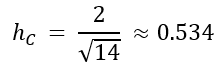 h_C = 2/√14 ≈ 0.534